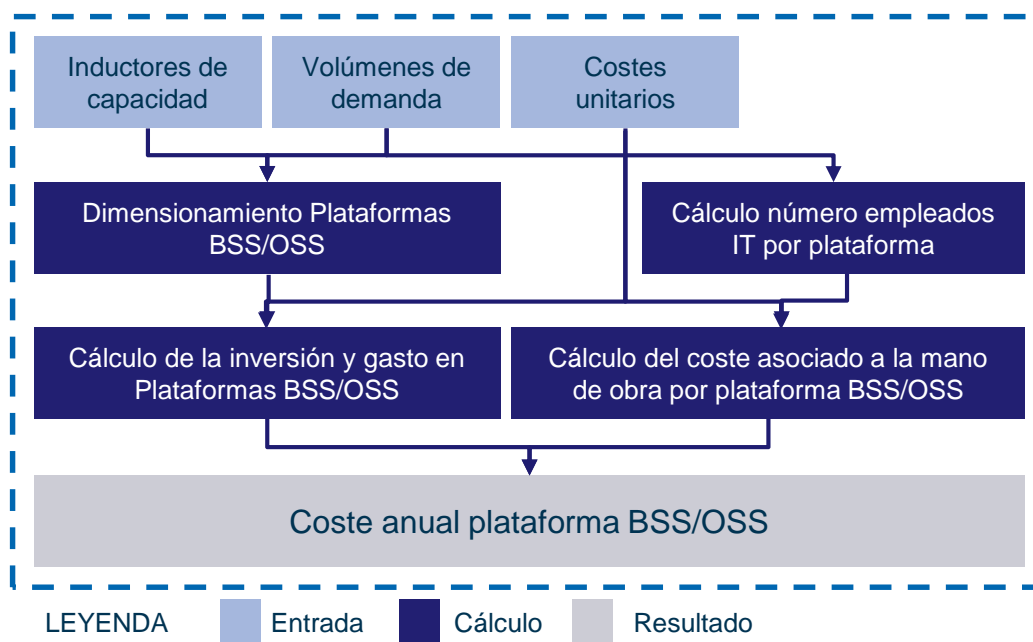 Inductores de
capacidad
Volúmenes de
demanda
Costes
unitarios
Dimensionamiento Plataformas
BSS/OSS
Cálculo número empleados
IT por plataforma
Cálculo de la inversión y gasto en
Plataformas BSS/OSS
Cálculo del coste asociado a la mano
de obra por plataforma BSS/OSS
Coste anual plataforma BSS/OSS
LEYENDA Entrada Cálculo Resultado